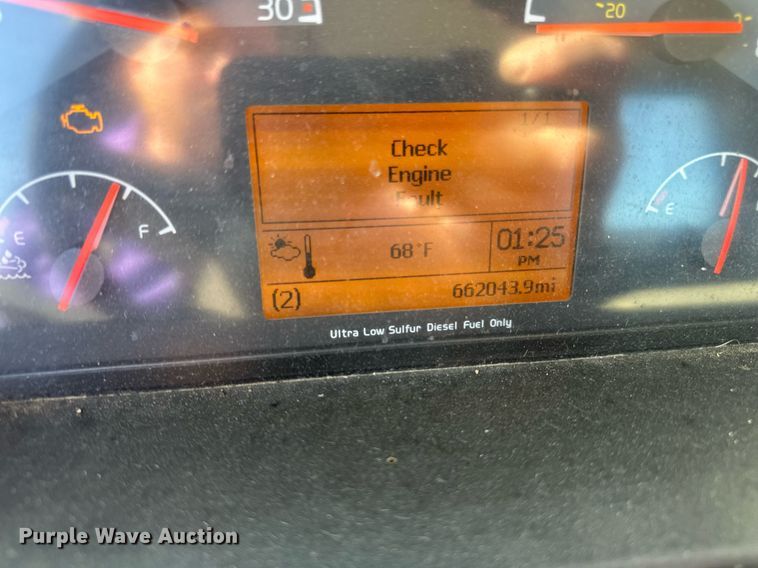 30
20
1/1
Check
Engine
Fault
E
F
E
68°F
01:25
PM
(2)
662043.9mi
Ultra Low Sulfur Diesel Fuel Only
Purple Wave Auction